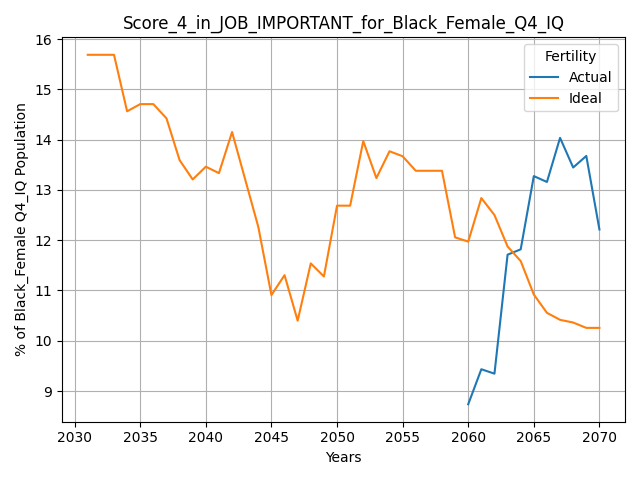 Score_4_in_JOB_IMPORTANT_for_Black_Female_Q4_IQ
Fertility
Actual
Ideal
% of Black_Female Q4_IQ Population
16
15
14
13
12
11
10
9
2030 2035 2040 2045 2050 2055 2060 2065 2070
Years